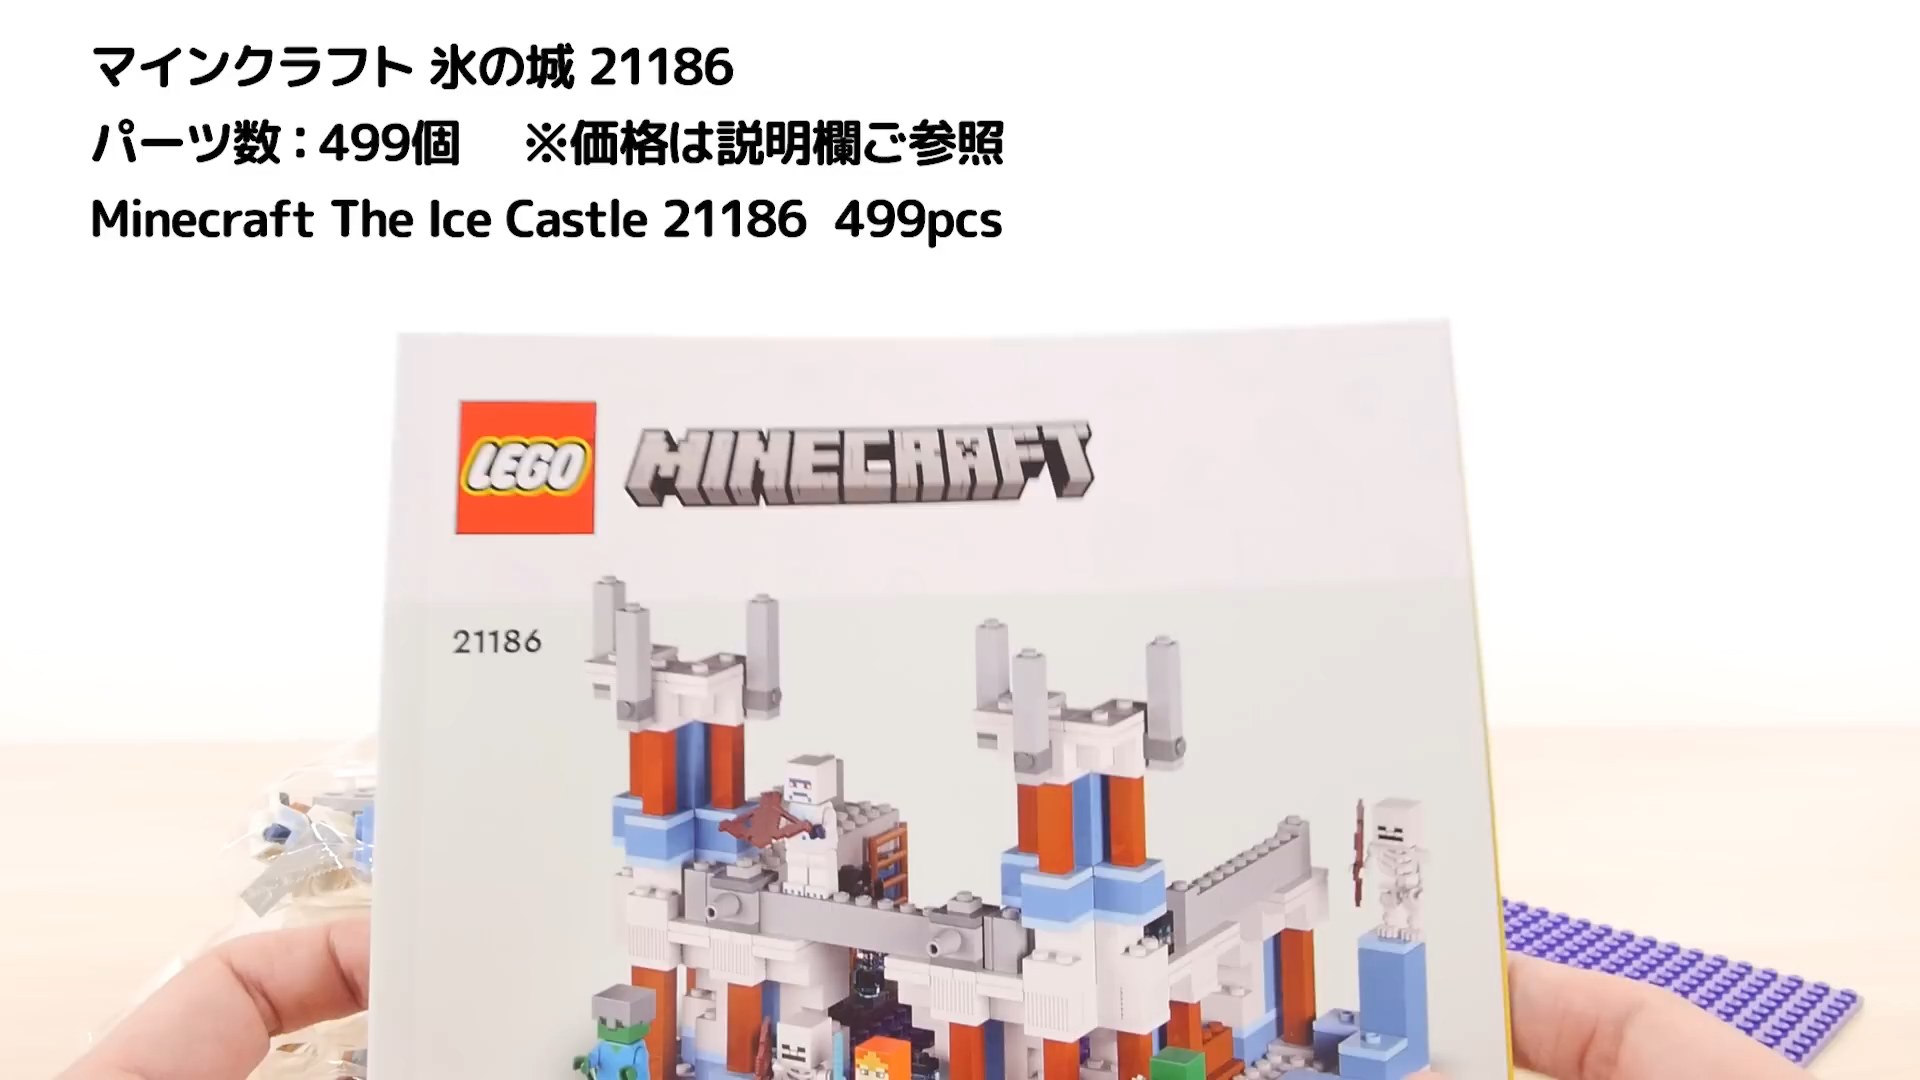 マインクラフト 氷の城 21186
パーツ数：499個　※価格は説明欄ご参照
Minecraft The Ice Castle 21186 499pcs
LEGO MINECRAFT
21186